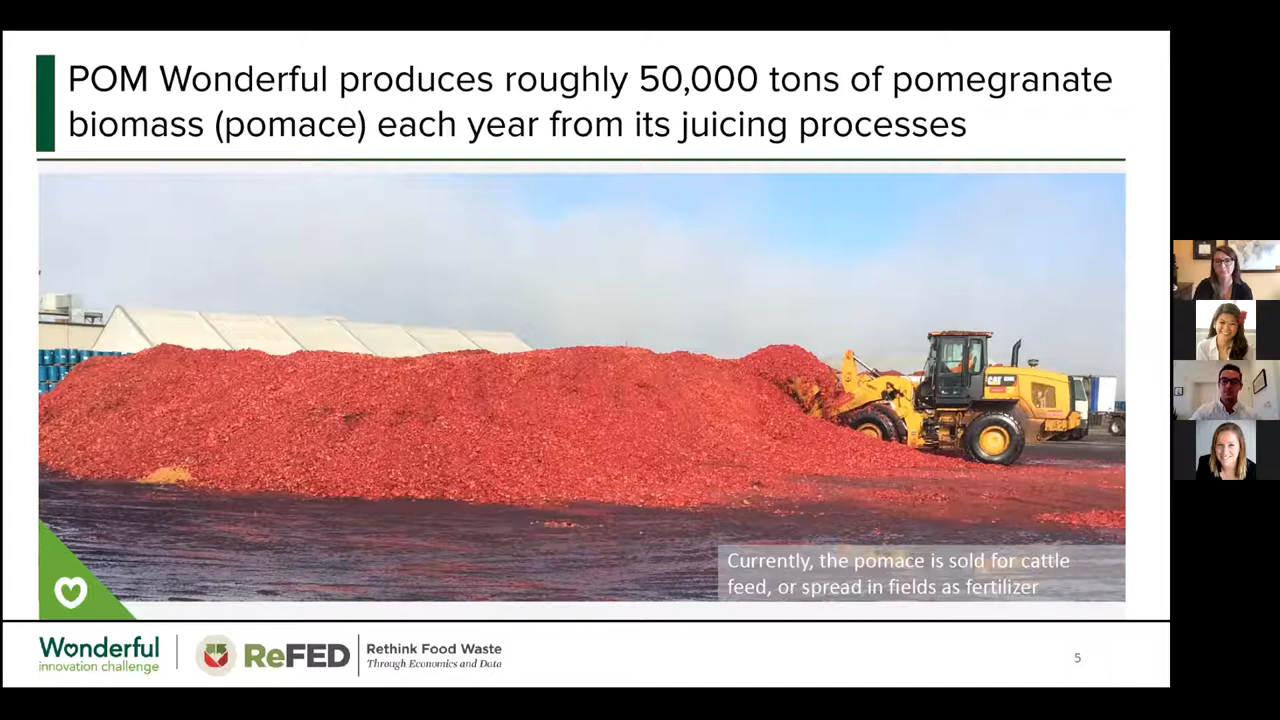 POM Wonderful produces roughly 50,000 tons of pomegranate
biomass (pomace) each year from its juicing processes
CAT
Currently, the pomace is sold for cattle
feed, or spread in fields as fertilizer
Wonderful
innovation challenge
ReFED
Rethink Food Waste
Through Economics and Data
5